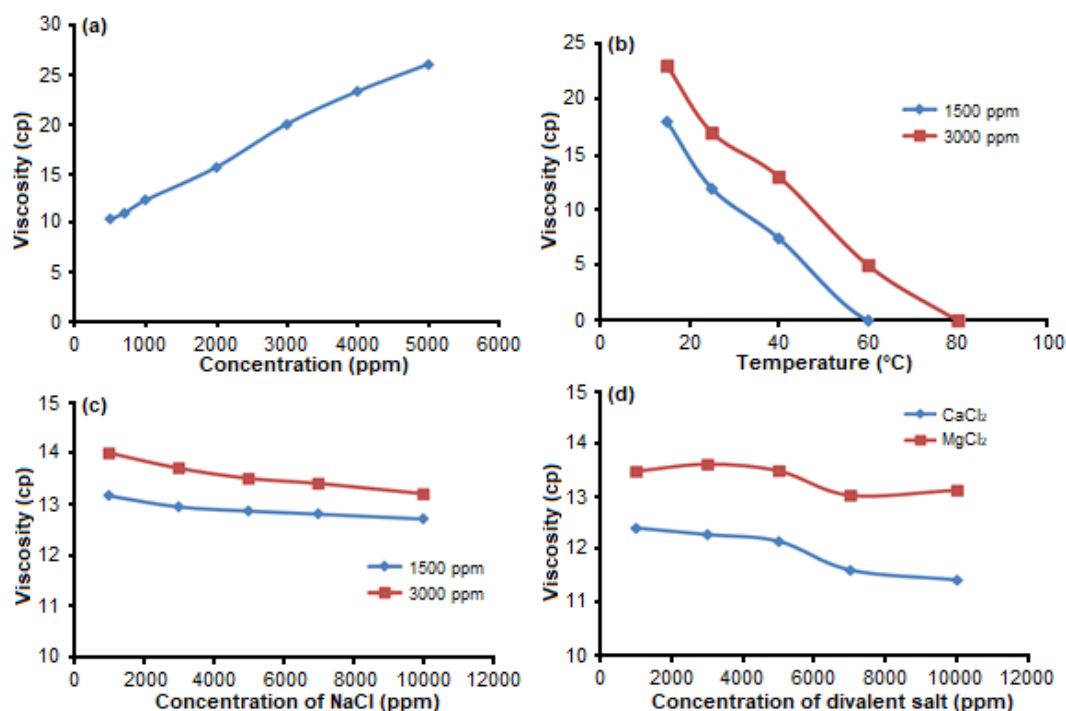 (a)
Viscosity (cp)
30
25
20
15
10
5
0
0 1000 2000 3000 4000 5000 6000
Concentration (ppm)
(b)
Viscosity (cp)
25
20
15
10
5
0
1500 ppm
3000 ppm
0 20 40 60 80 100
Temperature (°C)
(c)
Viscosity (cp)
15
14
13
12
11
10
1500 ppm
3000 ppm
0 2000 4000 6000 8000 10000 12000
Concentration of NaCl (ppm)
(d)
Viscosity (cp)
15
14
13
12
11
10
CaCl₂
MgCl₂
0 2000 4000 6000 8000 10000 12000
Concentration of divalent salt (ppm)